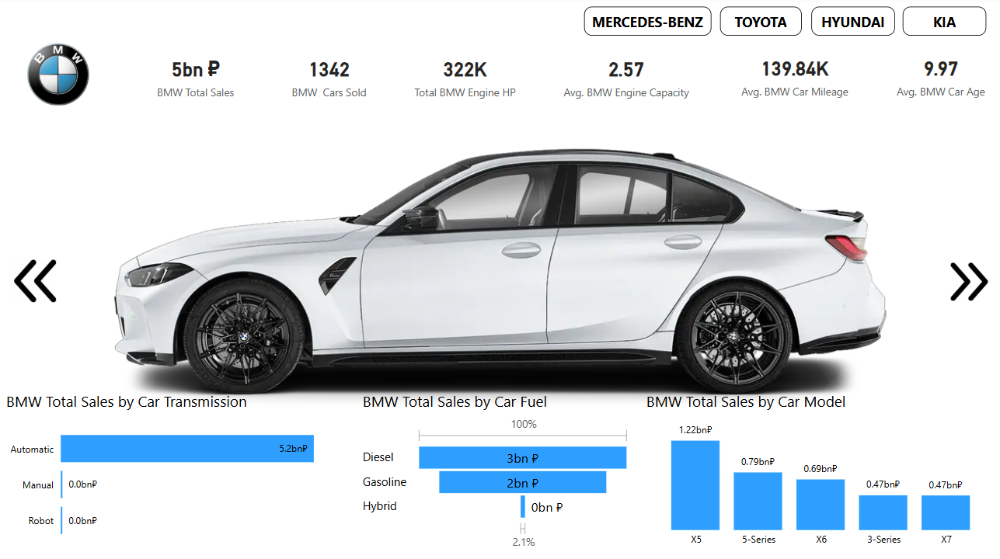 MERCEDES-BENZ
TOYOTA
HYUNDAI
KIA
BMW
5bn ₽
BMW Total Sales
1342
BMW Cars Sold
322K
Total BMW Engine HP
2.57
Avg. BMW Engine Capacity
139.84K
Avg. BMW Car Mileage
9.97
Avg. BMW Car Age
BMW Total Sales by Car Transmission
Automatic
5.2bn₽
Manual
0.0bn₽
Robot
0.0bn₽
BMW Total Sales by Car Fuel
100%
Diesel
3bn ₽
Gasoline
2bn ₽
Hybrid
0bn ₽
2.1%
BMW Total Sales by Car Model
1.22bn₽
0.79bn₽
0.69bn₽
0.47bn₽
0.47bn₽
X5
5-Series
X6
3-Series
X7